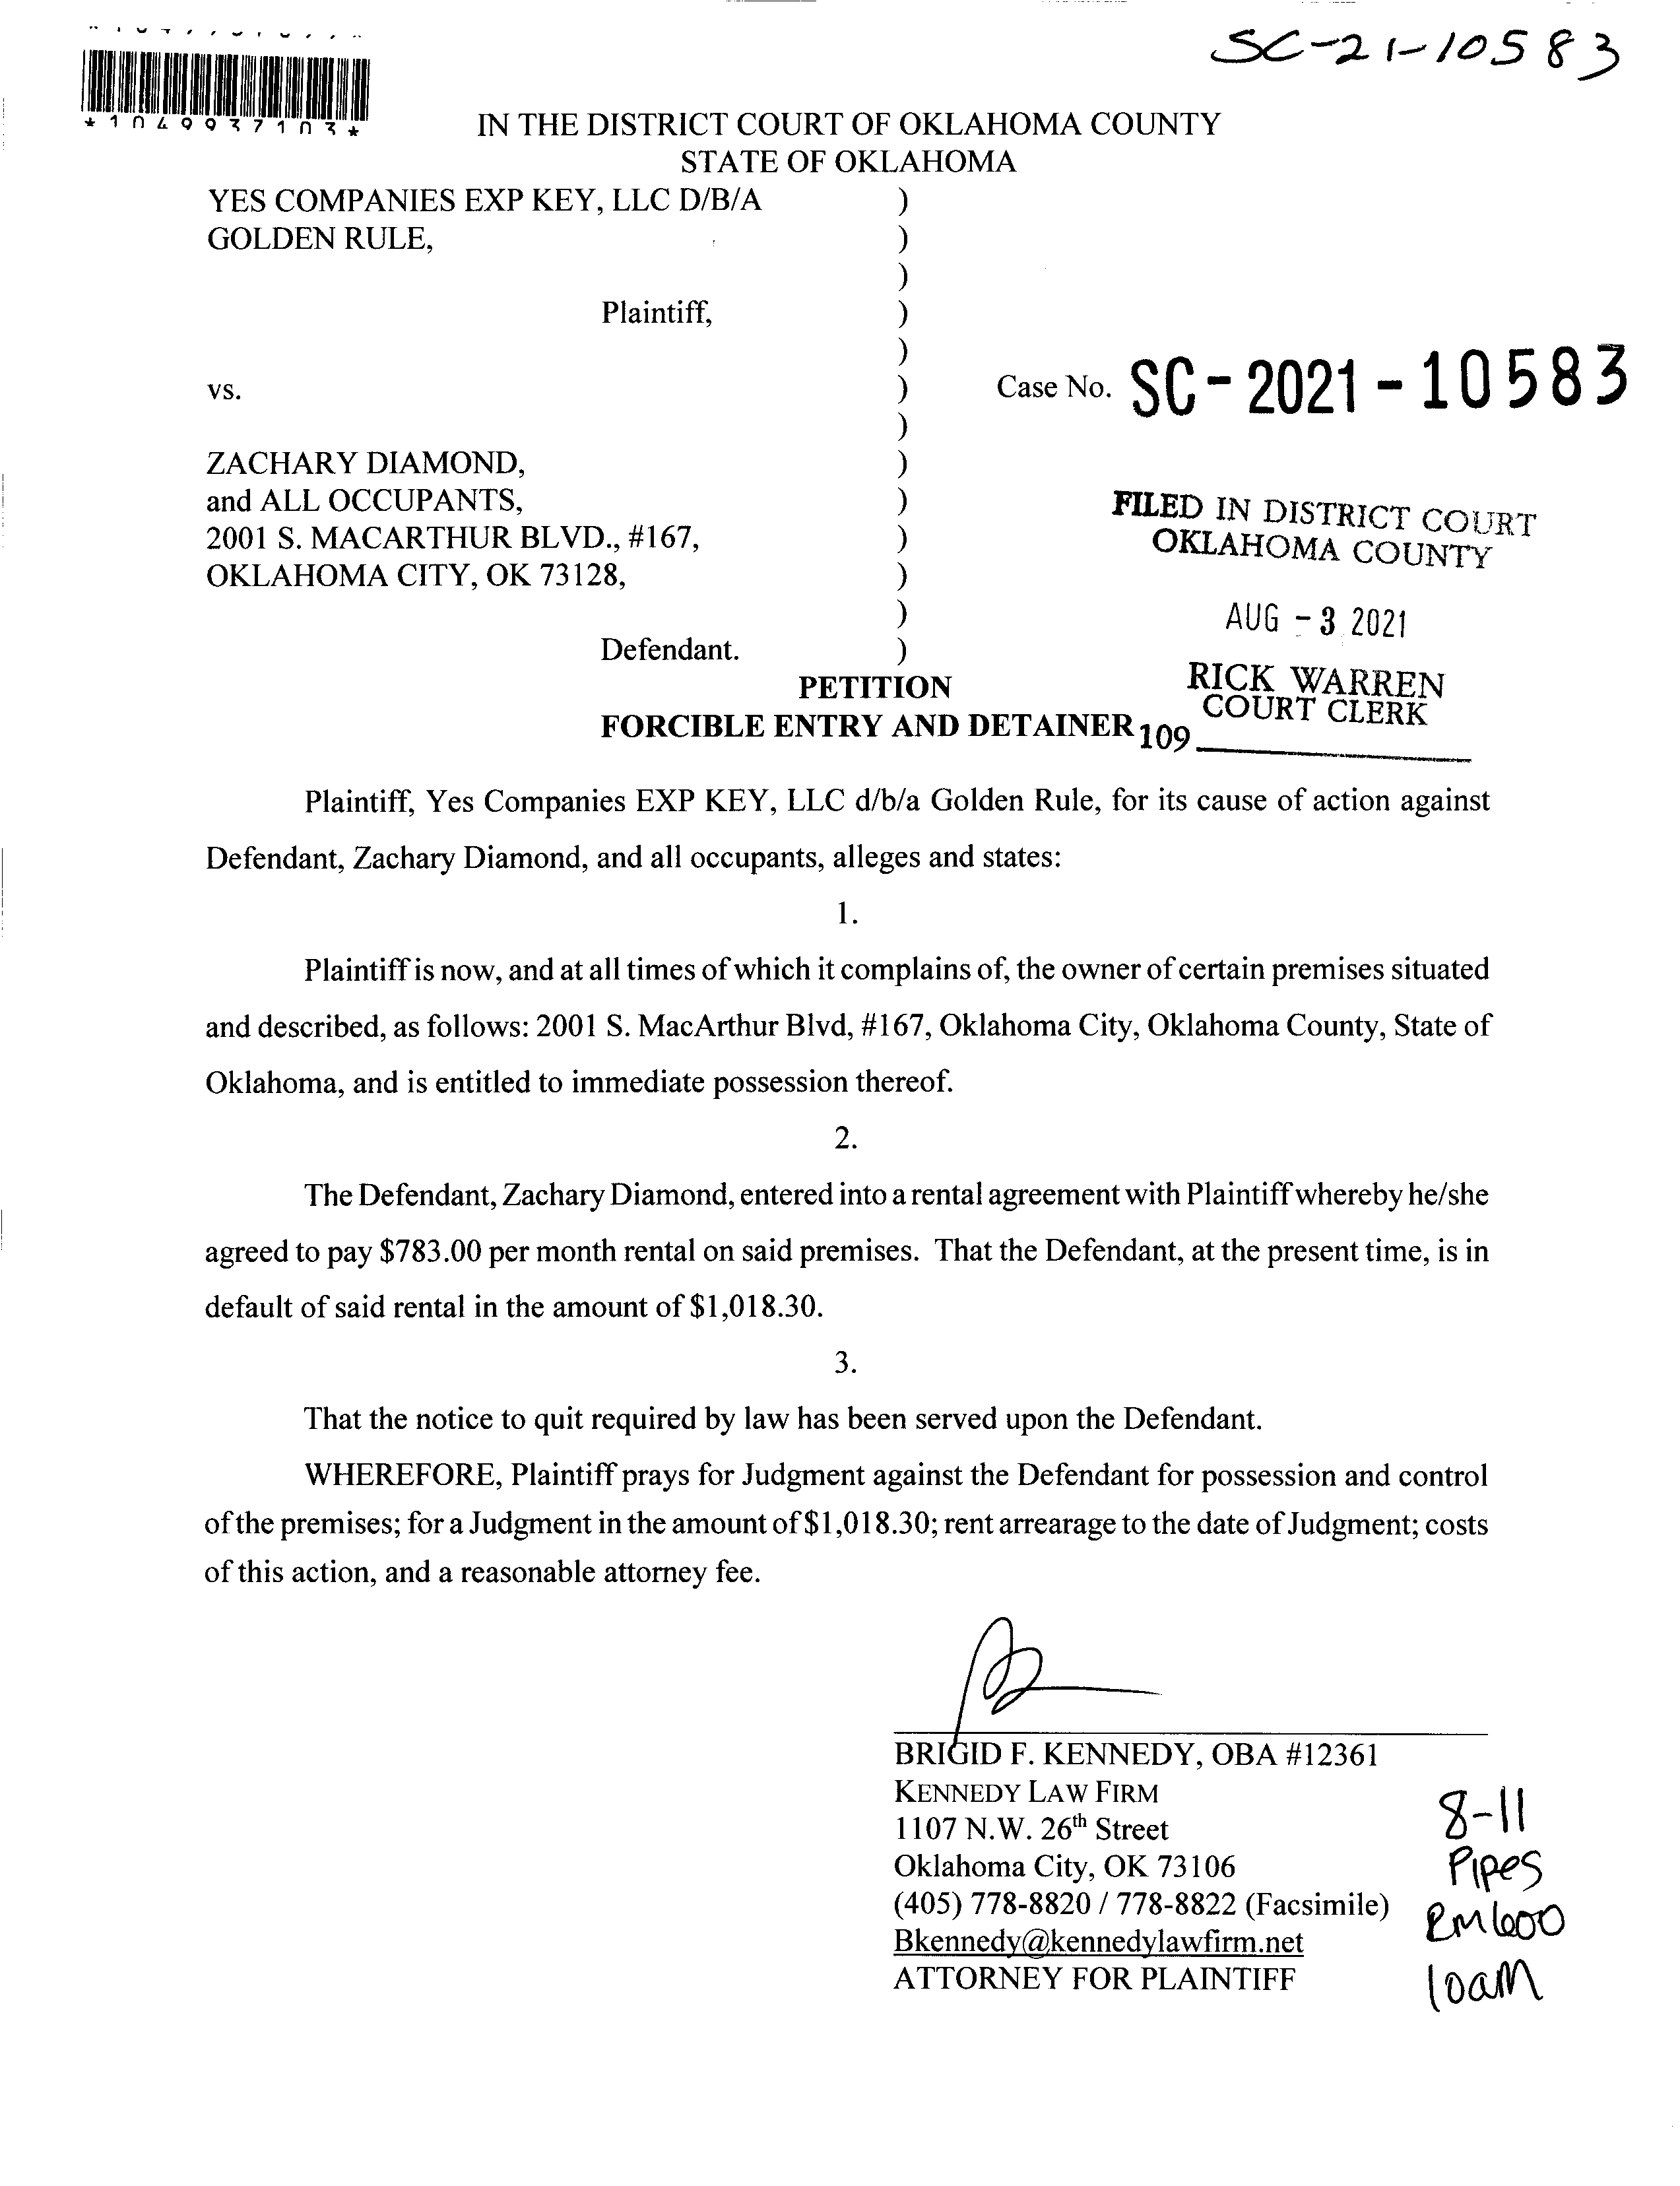 SC-21-10583
*1049937103*
IN THE DISTRICT COURT OF OKLAHOMA COUNTY
STATE OF OKLAHOMA
YES COMPANIES EXP KEY, LLC D/B/A )
GOLDEN RULE, )
)
Plaintiff, )
)
vs. ) Case No. SC-2021-10583
)
ZACHARY DIAMOND, )
and ALL OCCUPANTS, )
2001 S. MACARTHUR BLVD., #167, )
OKLAHOMA CITY, OK 73128, )
)
Defendant. )
FILED IN DISTRICT COURT
OKLAHOMA COUNTY
AUG -3 2021
RICK WARREN
COURT CLERK
109
PETITION
FORCIBLE ENTRY AND DETAINER
Plaintiff, Yes Companies EXP KEY, LLC d/b/a Golden Rule, for its cause of action against
Defendant, Zachary Diamond, and all occupants, alleges and states:
1.
Plaintiff is now, and at all times of which it complains of, the owner of certain premises situated
and described, as follows: 2001 S. MacArthur Blvd, #167, Oklahoma City, Oklahoma County, State of
Oklahoma, and is entitled to immediate possession thereof.
2.
The Defendant, Zachary Diamond, entered into a rental agreement with Plaintiff whereby he/she
agreed to pay $783.00 per month rental on said premises. That the Defendant, at the present time, is in
default of said rental in the amount of $1,018.30.
3.
That the notice to quit required by law has been served upon the Defendant.
WHEREFORE, Plaintiff prays for Judgment against the Defendant for possession and control
of the premises; for a Judgment in the amount of $1,018.30; rent arrearage to the date of Judgment; costs
of this action, and a reasonable attorney fee.
BRIGID F. KENNEDY, OBA #12361
KENNEDY LAW FIRM
1107 N.W. 26th Street
Oklahoma City, OK 73106
(405) 778-8820 / 778-8822 (Facsimile)
Bkennedy@kennedylawfirm.net
ATTORNEY FOR PLAINTIFF
8-11
Pipes
Rm 600
10am